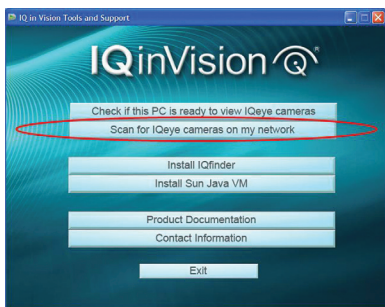 IQ in Vision Tools and Support
IQinVision
Check if this PC is ready to view IQeye cameras
Scan for IQeye cameras on my network
Install IQfinder
Install Sun Java VM
Product Documentation
Contact Information
Exit